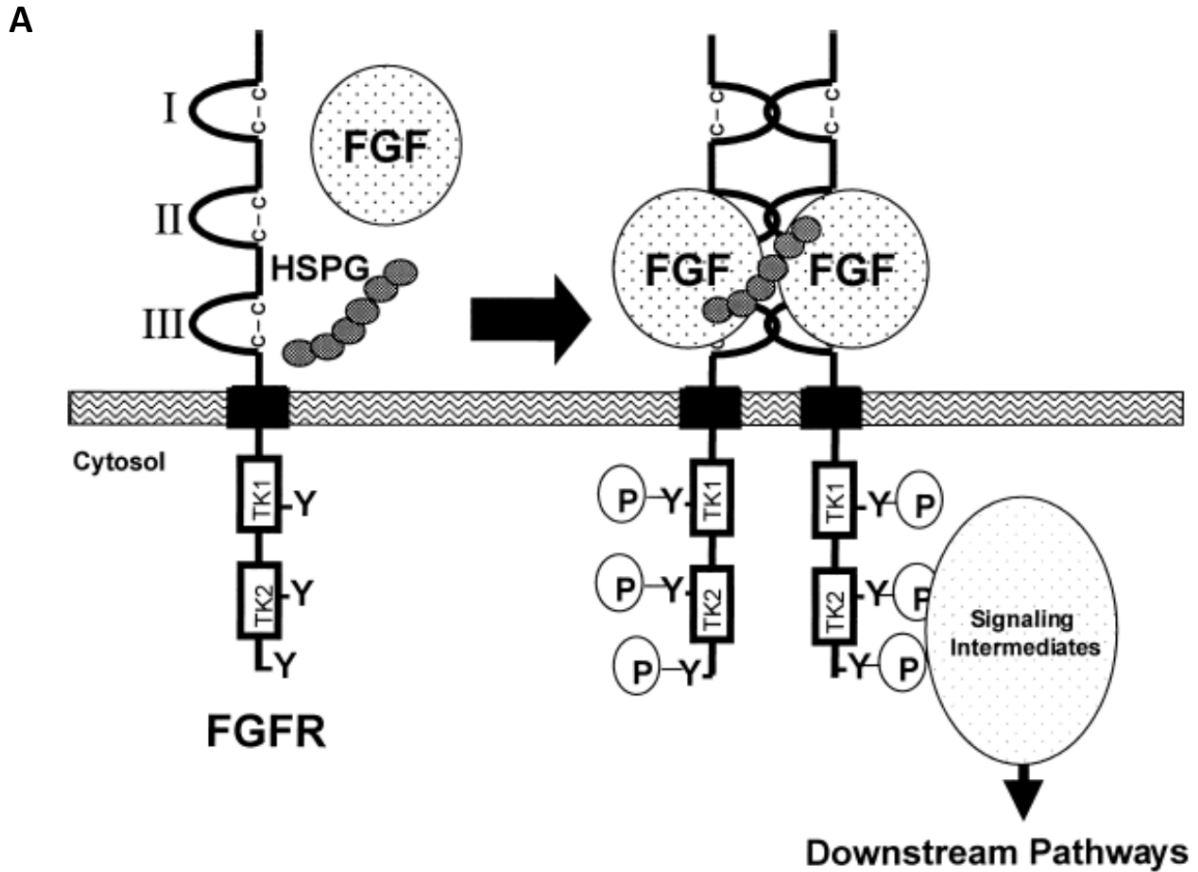 A
I
C
C
FGF
II
C
C
HSPG
III
C
C
C
C
C
C
FGF
FGF
C
Cytosol
TK1
Y
TK2
Y
Y
FGFR
P
Y
TK1
P
Y
TK2
P
Y
TK1
Y
P
TK2
Y
P
Y
P
Signaling
Intermediates
Downstream Pathways